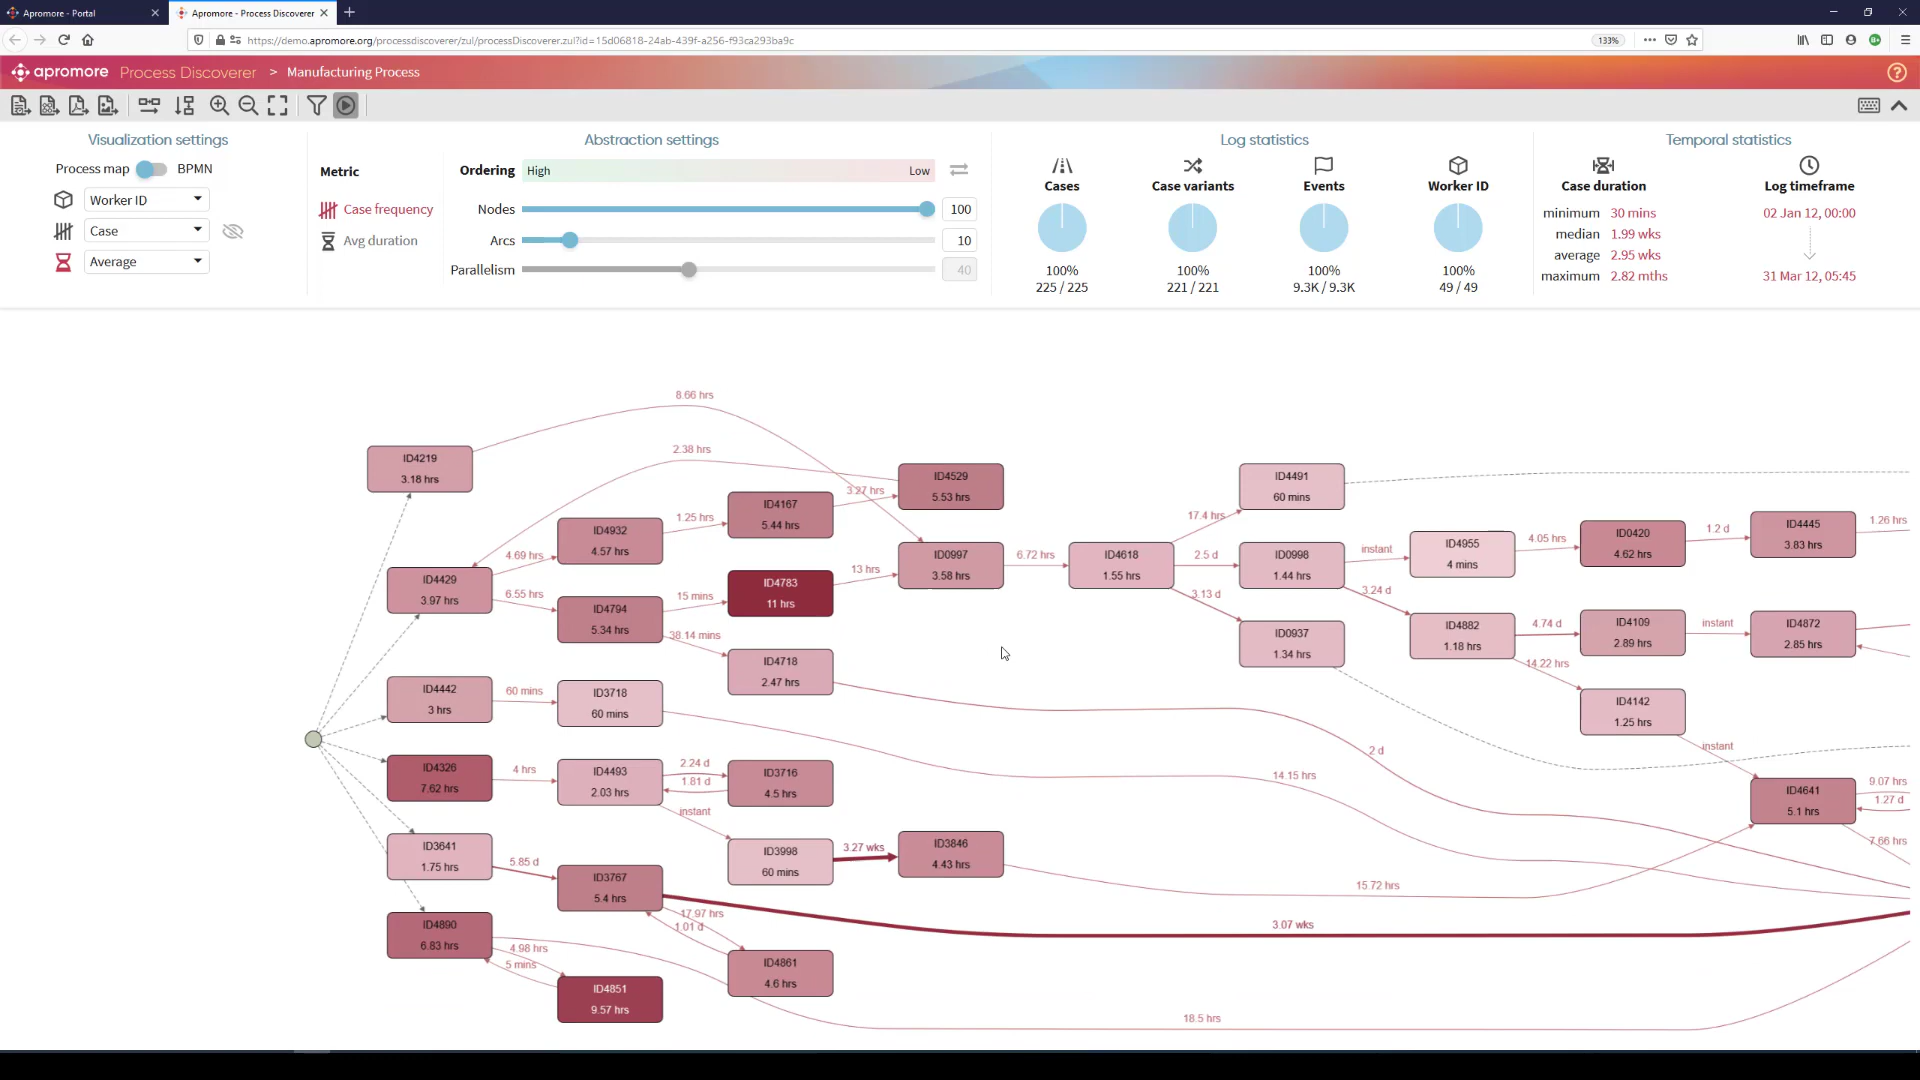 Apromore - Portal
Apromore - Process Discoverer
https://demo.apromore.org/processdiscoverer/zul/processDiscoverer.zul?id=15d06818-24ab-439f-a256-f93ca293ba9c
133%
apromore Process Discoverer > Manufacturing Process
Visualization settings
Process map BPMN
Worker ID
Case
Average
Abstraction settings
Metric
Case frequency
Avg duration
Ordering High Low
Nodes 100
Arcs 10
Parallelism 40
Log statistics
Cases
100%
225 / 225
Case variants
100%
221 / 221
Events
100%
9.3K / 9.3K
Worker ID
100%
49 / 49
Temporal statistics
Case duration
minimum 30 mins
median 1.99 wks
average 2.95 wks
maximum 2.82 mths
Log timeframe
02 Jan 12, 00:00
31 Mar 12, 05:45
8.66 hrs
2.38 hrs
ID4219
3.18 hrs
ID4529
5.53 hrs
3.27 hrs
ID4167
5.44 hrs
1.25 hrs
ID4932
4.57 hrs
4.69 hrs
ID4429
3.97 hrs
6.55 hrs
ID4794
5.34 hrs
15 mins
ID4783
11 hrs
13 hrs
ID0997
3.58 hrs
6.72 hrs
ID4618
1.55 hrs
17.4 hrs
ID4491
60 mins
2.5 d
ID0998
1.44 hrs
3.13 d
ID0937
1.34 hrs
instant
ID4955
4 mins
4.05 hrs
ID0420
4.62 hrs
1.2 d
ID4445
3.83 hrs
1.26 hrs
3.24 d
ID4882
1.18 hrs
4.74 d
ID4109
2.89 hrs
instant
ID4872
2.85 hrs
14.22 hrs
ID4142
1.25 hrs
instant
ID4641
5.1 hrs
9.07 hrs
1.27 d
7.66 hrs
38.14 mins
ID4718
2.47 hrs
2 d
ID4442
3 hrs
60 mins
ID3718
60 mins
14.15 hrs
ID4326
7.62 hrs
4 hrs
ID4493
2.03 hrs
2.24 d
1.81 d
ID3716
4.5 hrs
instant
ID3998
60 mins
3.27 wks
ID3846
4.43 hrs
15.72 hrs
ID3641
1.75 hrs
5.85 d
ID3767
5.4 hrs
3.07 wks
17.97 hrs
1.01 d
ID4861
4.6 hrs
ID4890
6.83 hrs
4.98 hrs
5 mins
ID4851
9.57 hrs
18.5 hrs